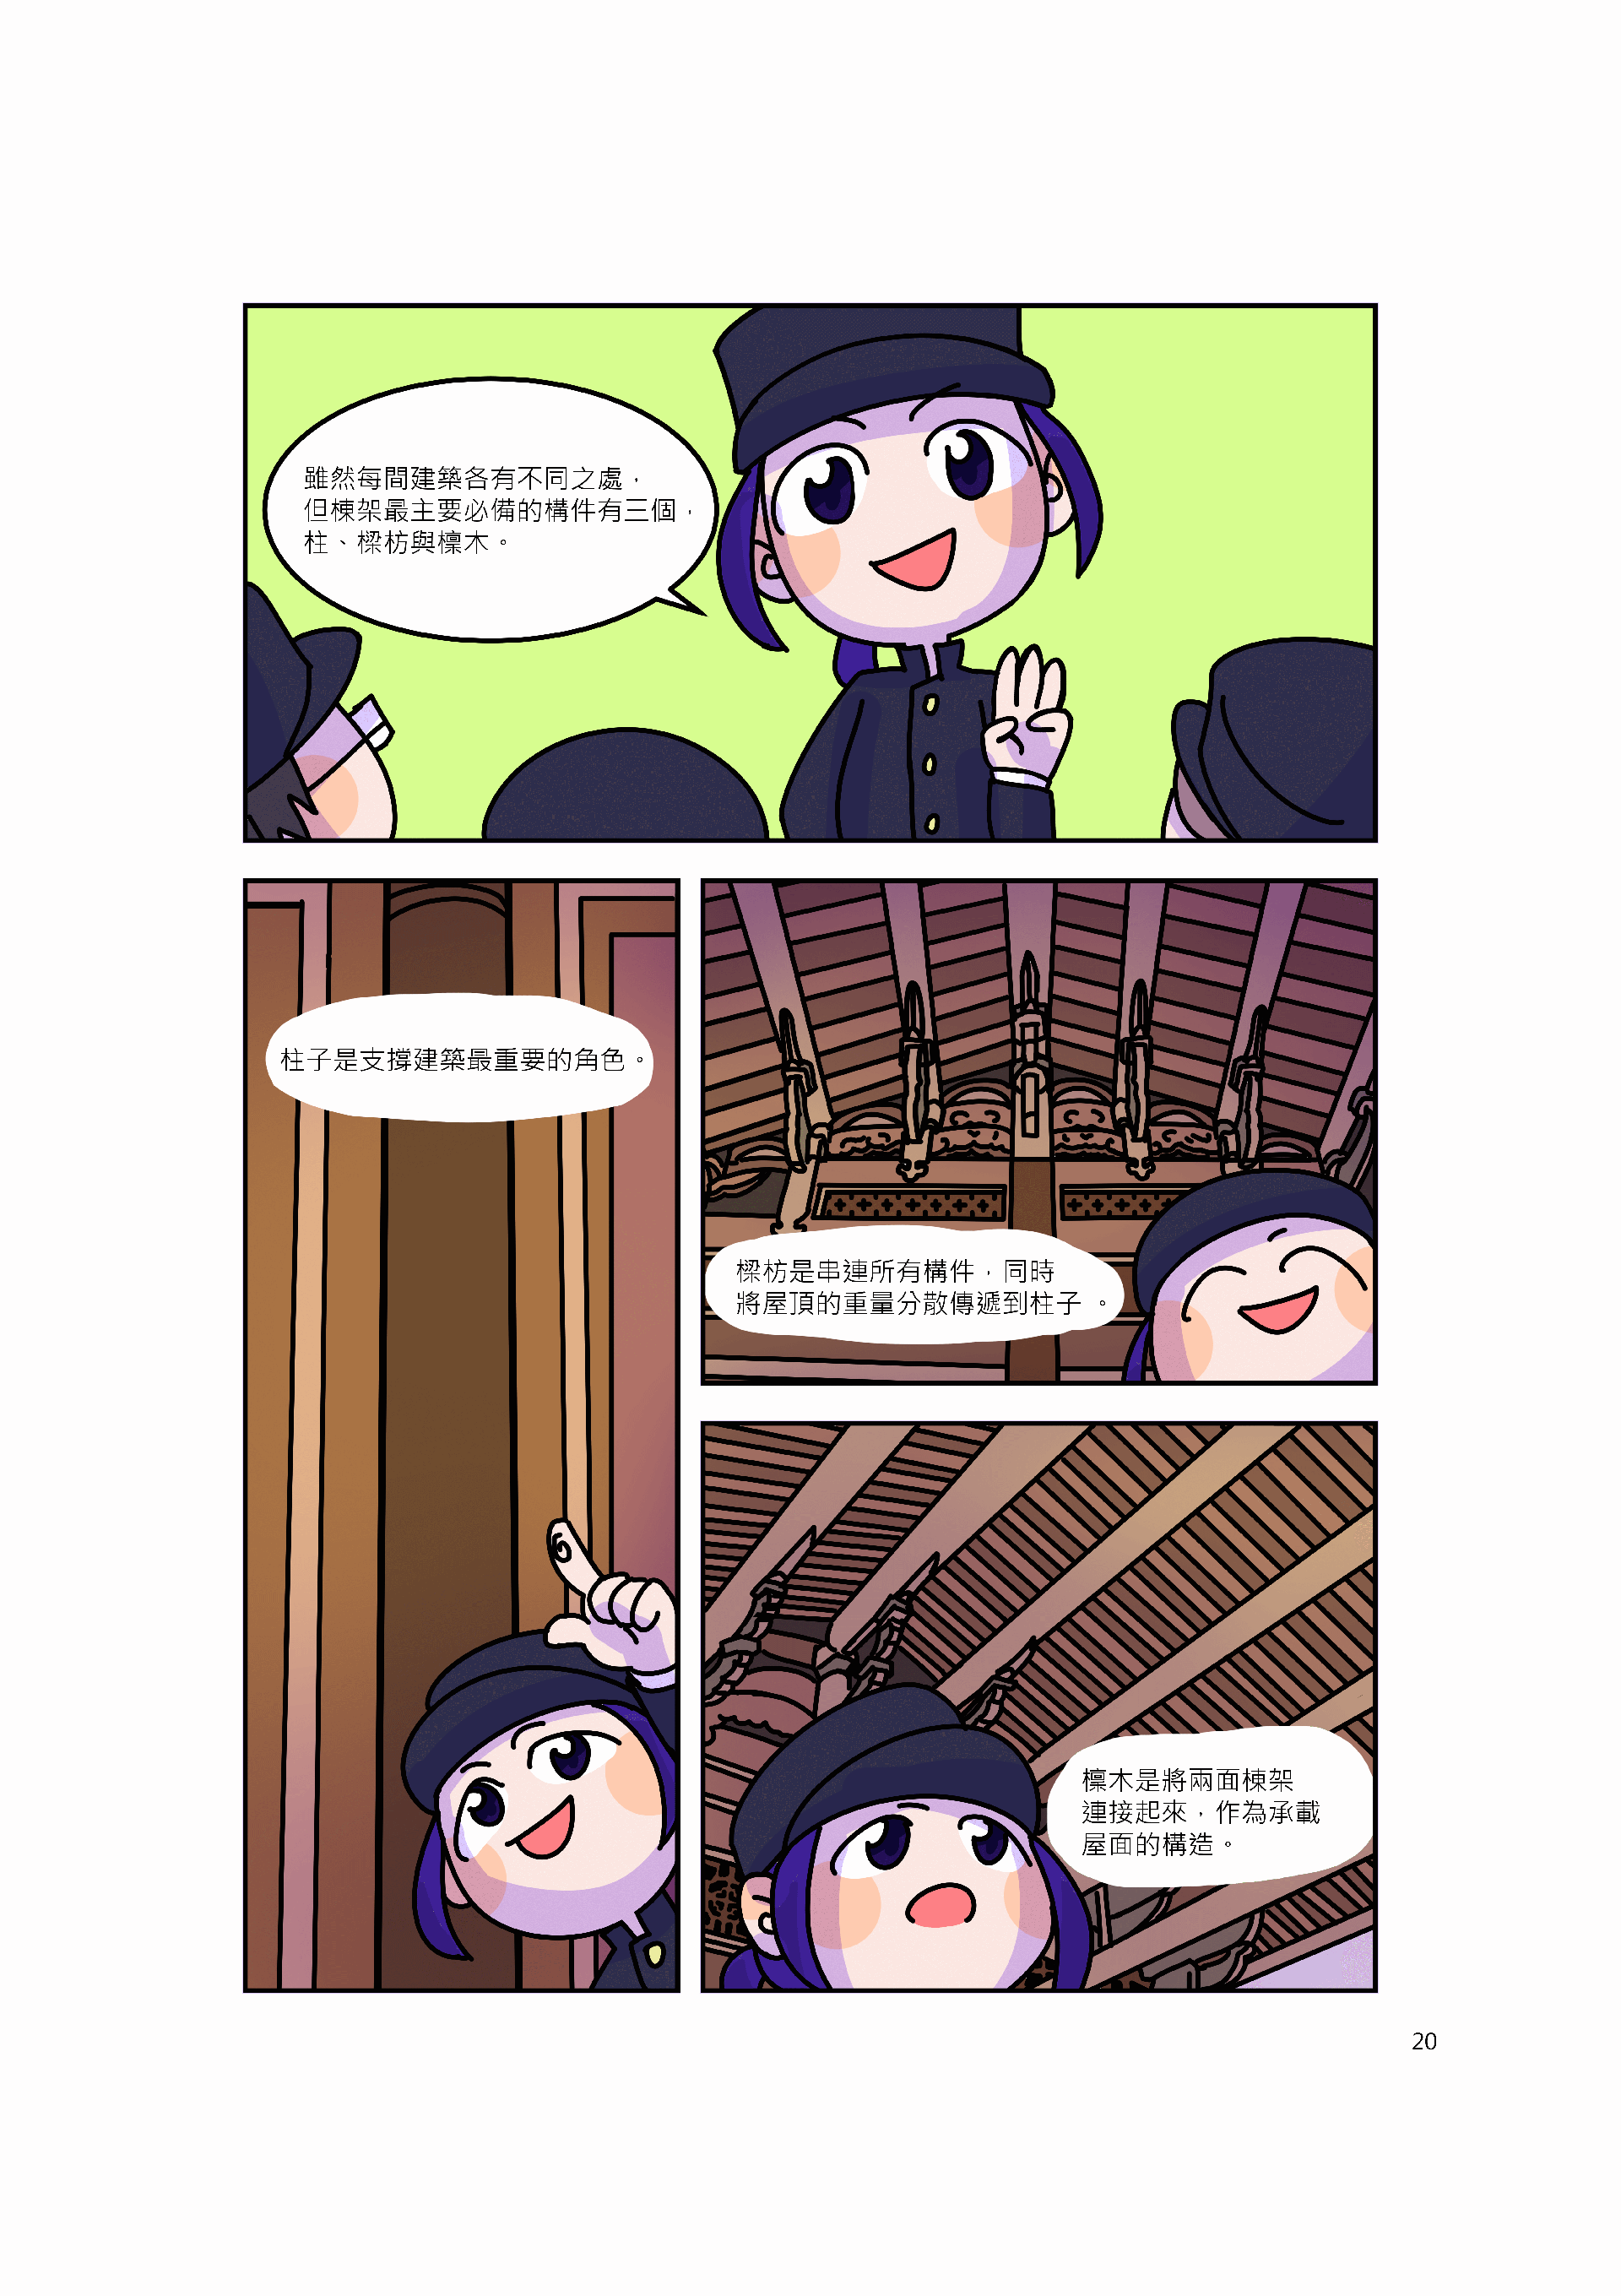 雖然每間建築各有不同之處，
但棟架最主要必備的構件有三個，
柱、樑枋與檁木。
柱子是支撐建築最重要的角色。
樑枋是串連所有構件，同時
將屋頂的重量分散傳遞到柱子 。
檁木是將兩面棟架
連接起來，作為承載
屋面的構造。
20